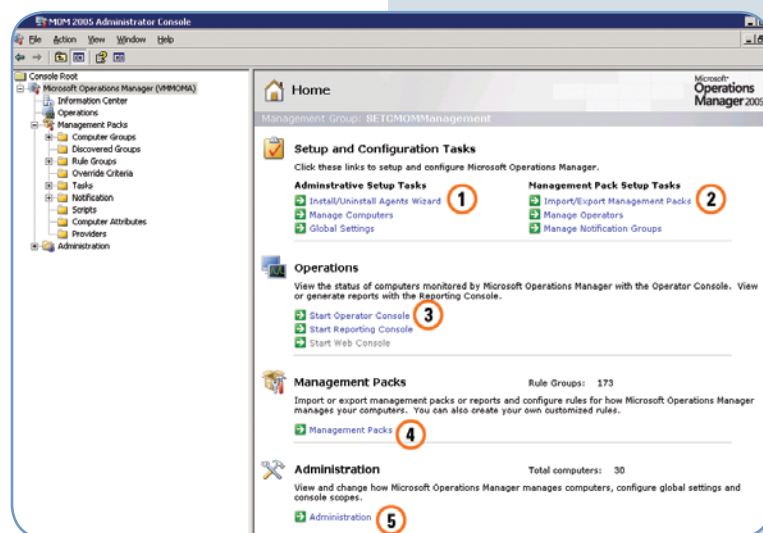 MOM 2005 Administrator Console
File Action View Window Help
Console Root
Microsoft Operations Manager (VMMOMA)
Information Center
Operations
Management Packs
Computer Groups
Discovered Groups
Rule Groups
Override Criteria
Tasks
Notification
Scripts
Computer Attributes
Providers
Administration
Home
Microsoft
Operations
Manager 2005
Management Group: SETCMOMManagement
Setup and Configuration Tasks
Click these links to setup and configure Microsoft Operations Manager.
Adminstrative Setup Tasks
Install/Uninstall Agents Wizard 1
Manage Computers
Global Settings
Management Pack Setup Tasks
Import/Export Management Packs 2
Manage Operators
Manage Notification Groups
Operations
View the status of computers monitored by Microsoft Operations Manager with the Operator Console. View
or generate reports with the Reporting Console.
Start Operator Console 3
Start Reporting Console
Start Web Console
Management Packs Rule Groups: 173
Import or export management packs or reports and configure rules for how Microsoft Operations Manager
manages your computers. You can also create your own customized rules.
Management Packs 4
Administration Total computers: 30
View and change how Microsoft Operations Manager manages computers, configure global settings and
console scopes.
Administration 5